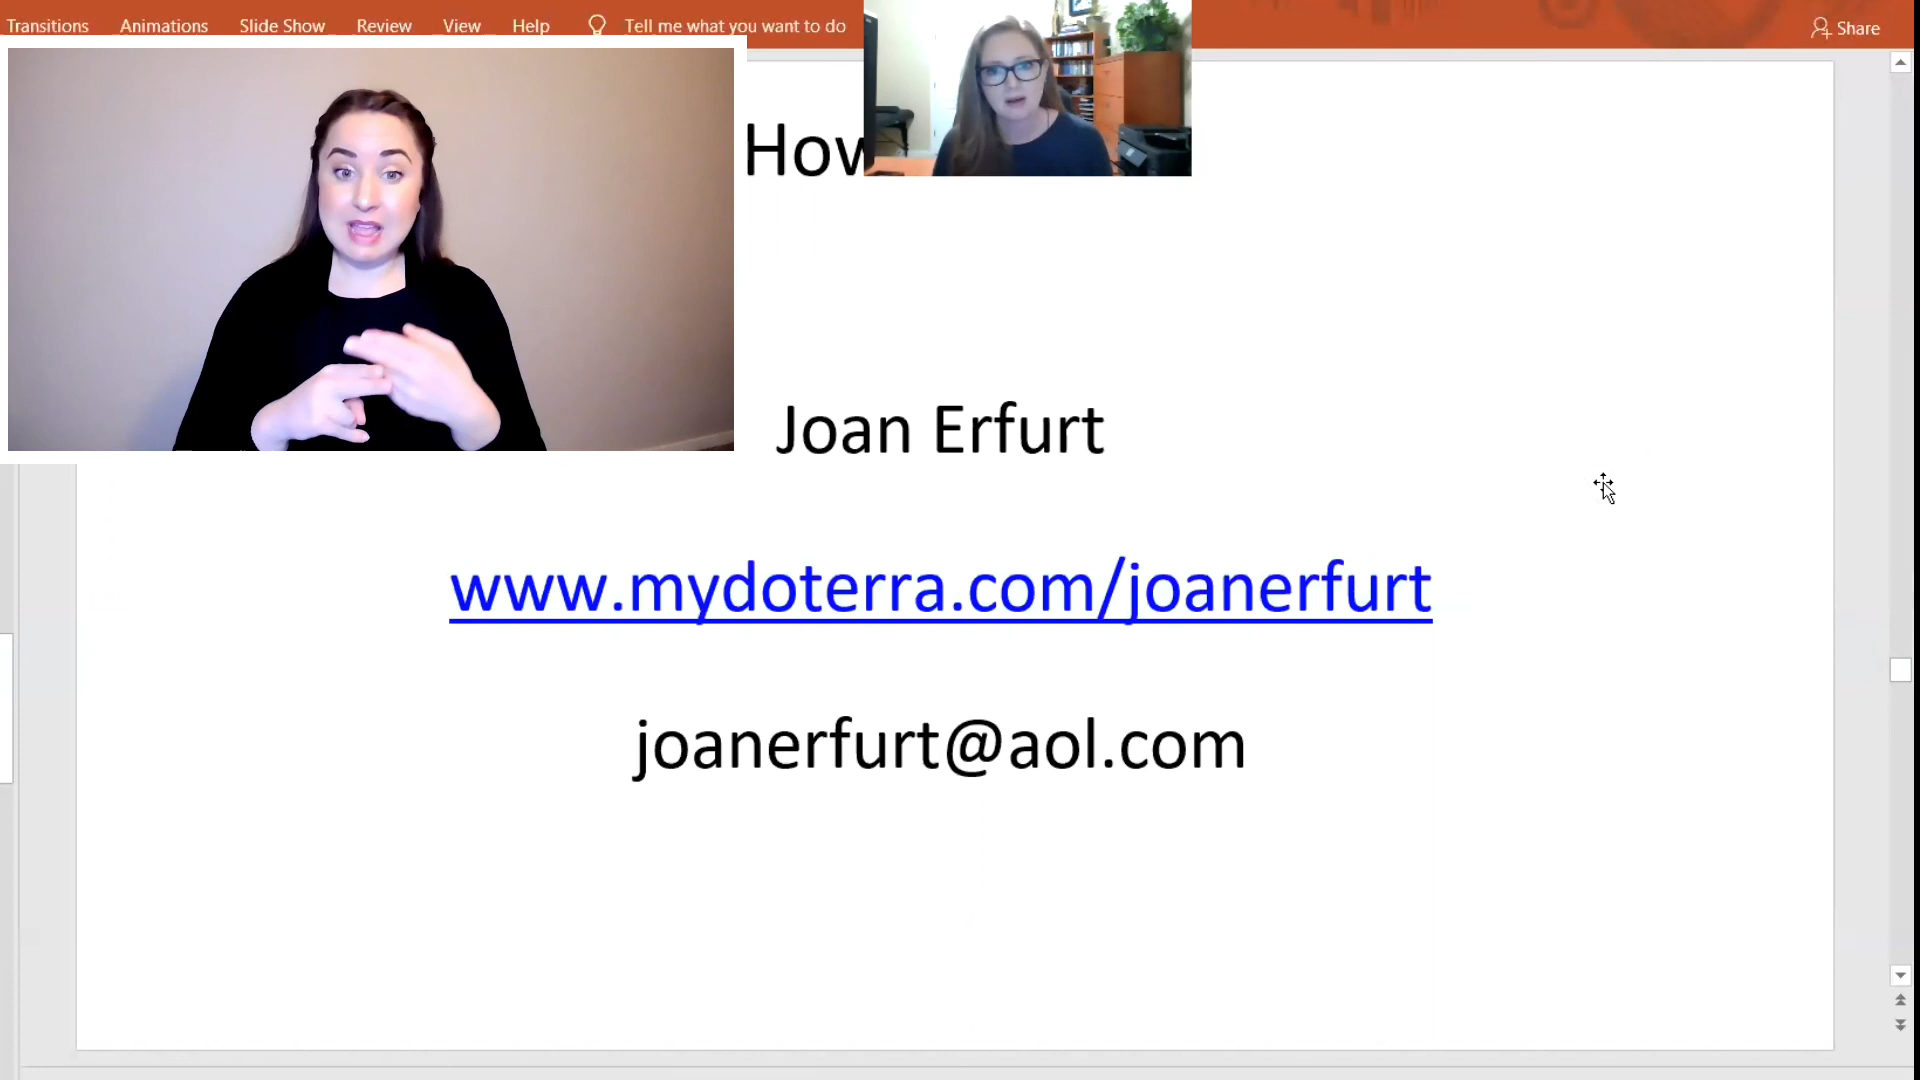 Transitions Animations Slide Show Review View Help Tell me what you want to do Share
Joan Erfurt
www.mydoterra.com/joanerfurt
joanerfurt@aol.com